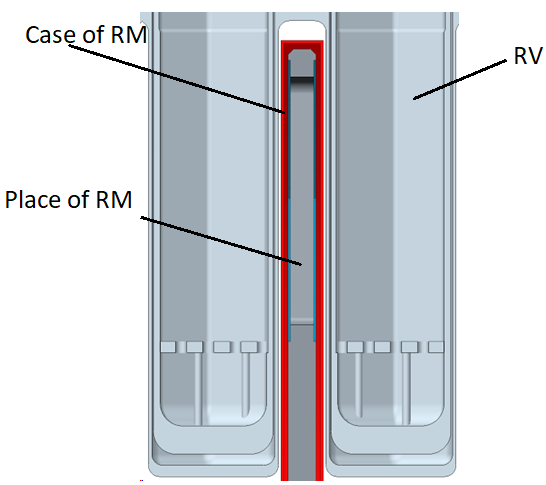 Case of RM
RV
Place of RM